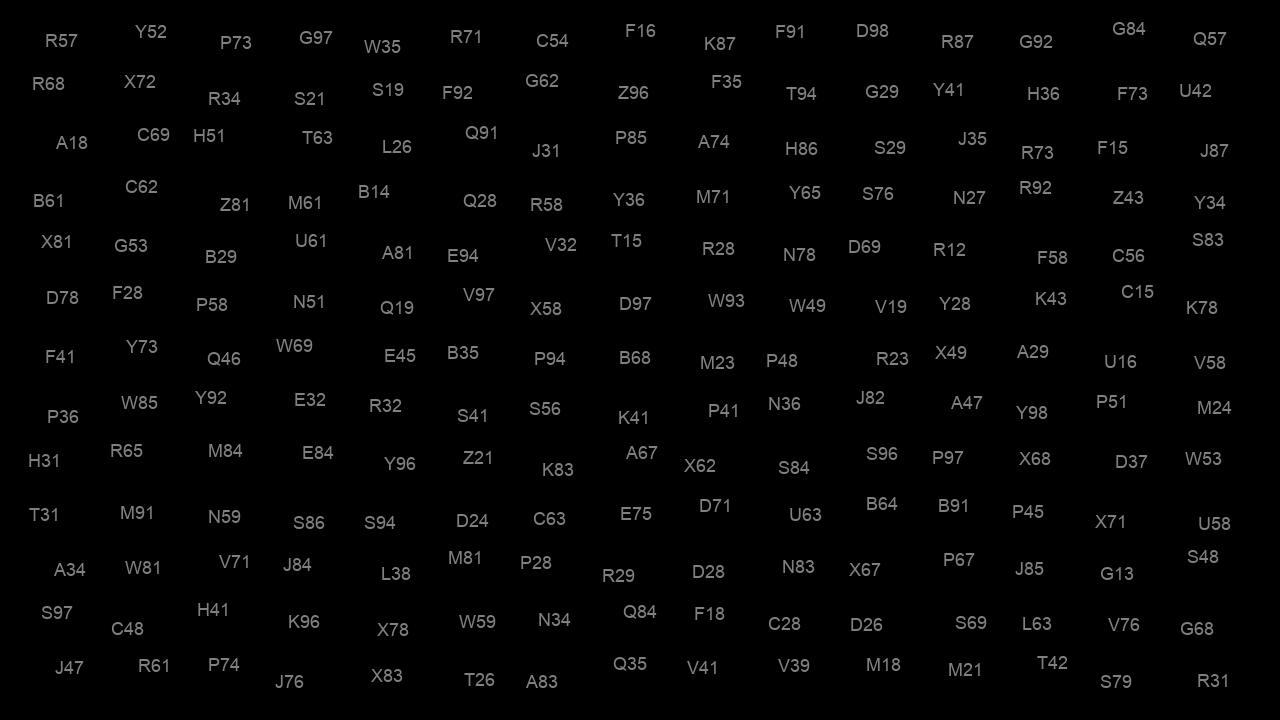 R57 Y52 P73 G97 W35 R71 C54 F16 K87 F91 D98 R87 G92 G84 Q57
R68 X72 R34 S21 S19 F92 G62 Z96 F35 T94 G29 Y41 H36 F73 U42
A18 C69 H51 T63 L26 Q91 J31 P85 A74 H86 S29 J35 R73 F15 J87
B61 C62 Z81 M61 B14 Q28 R58 Y36 M71 Y65 S76 N27 R92 Z43 Y34
X81 G53 B29 U61 A81 E94 V32 T15 R28 N78 D69 R12 F58 C56 S83
D78 F28 P58 N51 Q19 V97 X58 D97 W93 W49 V19 Y28 K43 C15 K78
F41 Y73 Q46 W69 E45 B35 P94 B68 M23 P48 R23 X49 A29 U16 V58
P36 W85 Y92 E32 R32 S41 S56 K41 P41 N36 J82 A47 Y98 P51 M24
H31 R65 M84 E84 Y96 Z21 K83 A67 X62 S84 S96 P97 X68 D37 W53
T31 M91 N59 S86 S94 D24 C63 E75 D71 U63 B64 B91 P45 X71 U58
A34 W81 V71 J84 L38 M81 P28 R29 D28 N83 X67 P67 J85 G13 S48
S97 C48 H41 K96 X78 W59 N34 Q84 F18 C28 D26 S69 L63 V76 G68
J47 R61 P74 J76 X83 T26 A83 Q35 V41 V39 M18 M21 T42 S79 R31